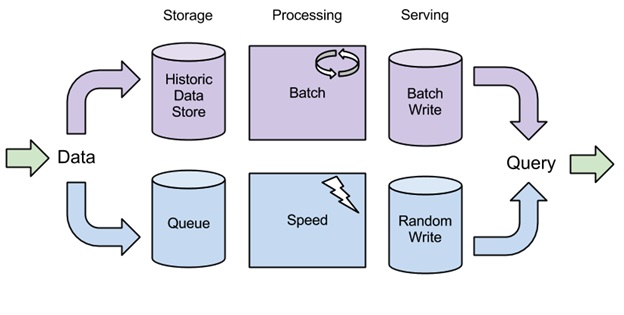 Storage
Processing
Serving
Historic
Data
Store
Batch
Batch
Write
Data
Query
Queue
Speed
Random
Write